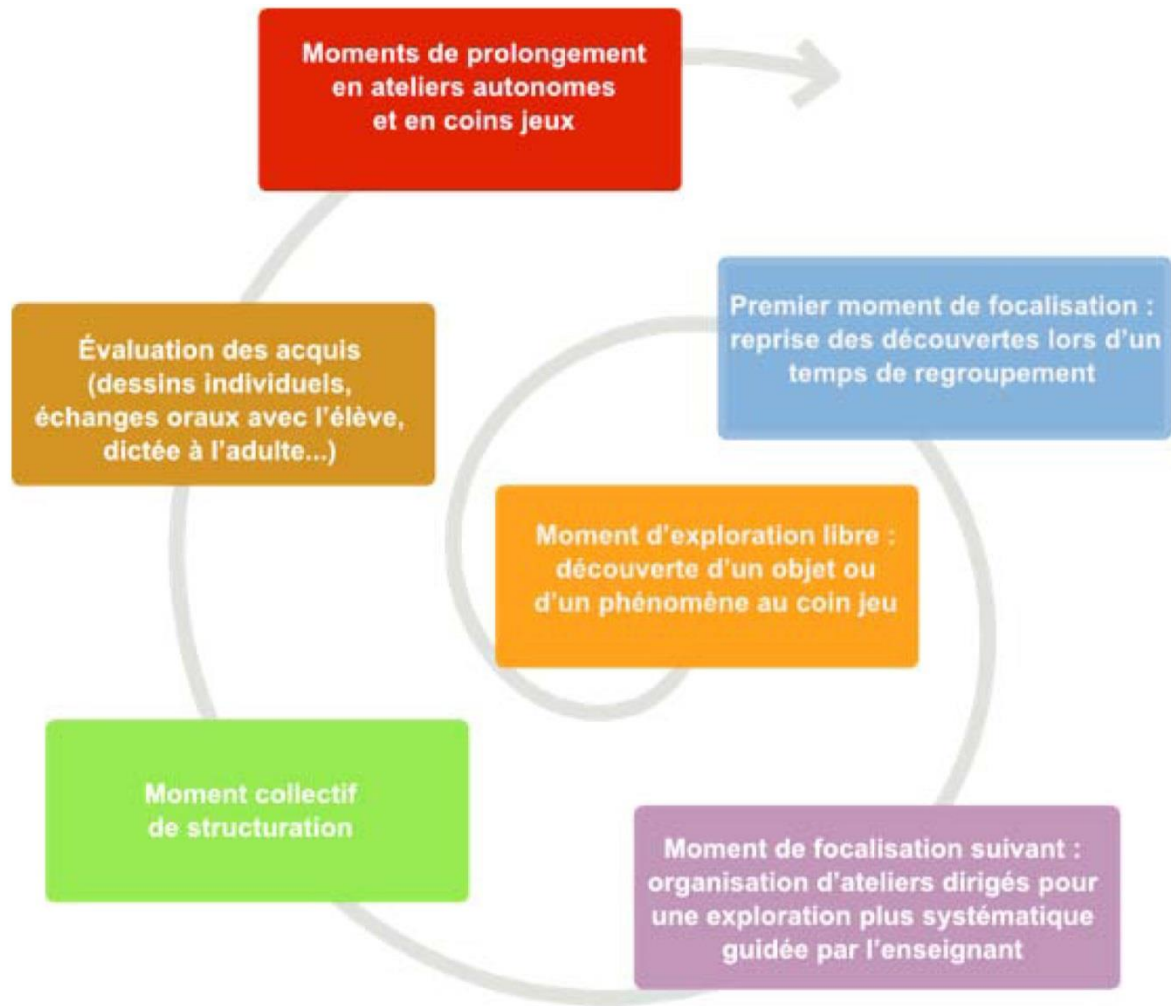 Moments de prolongement
en ateliers autonomes
et en coins jeux
Premier moment de focalisation :
reprise des découvertes lors d'un
temps de regroupement
Évaluation des acquis
(dessins individuels,
échanges oraux avec l'élève,
dictée à l'adulte...)
Moment d'exploration libre :
découverte d'un objet ou
d'un phénomène au coin jeu
Moment collectif
de structuration
Moment de focalisation suivant :
organisation d'ateliers dirigés pour
une exploration plus systématique
guidée par l'enseignant